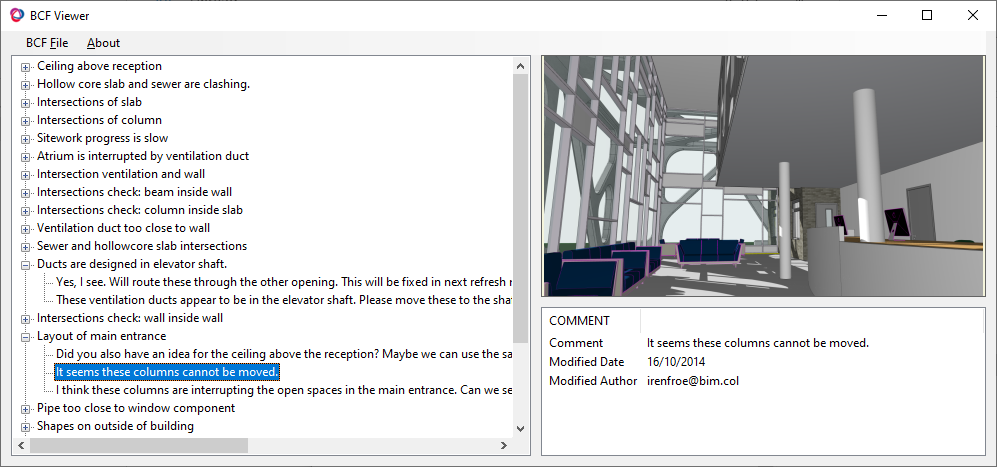 BCF Viewer
BCF File About
Ceiling above reception
Hollow core slab and sewer are clashing.
Intersections of slab
Intersections of column
Sitework progress is slow
Atrium is interrupted by ventilation duct
Intersection ventilation and wall
Intersections check: beam inside wall
Intersections check: column inside slab
Ventilation duct too close to wall
Sewer and hollowcore slab intersections
Ducts are designed in elevator shaft.
Yes, I see. Will route these through the other opening. This will be fixed in next refresh r
These ventilation ducts appear to be in the elevator shaft. Please move these to the sha
Intersections check: wall inside wall
Layout of main entrance
Did you also have an idea for the ceiling above the reception? Maybe we can use the sa
It seems these columns cannot be moved.
I think these columns are interrupting the open spaces in the main entrance. Can we se
Pipe too close to window component
Shapes on outside of building
COMMENT
Comment It seems these columns cannot be moved.
Modified Date 16/10/2014
Modified Author irenfroe@bim.col